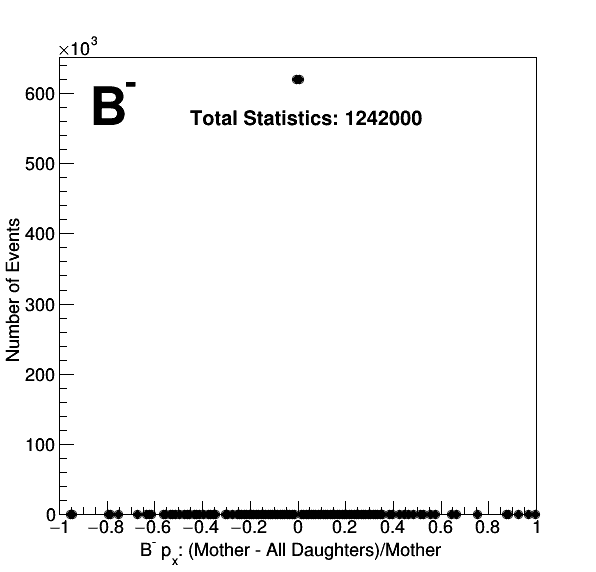 ×10³
600
B⁻
Total Statistics: 1242000
500
400
300
200
100
0
Number of Events
−1 −0.8 −0.6 −0.4 −0.2 0 0.2 0.4 0.6 0.8 1
B⁻ pₓ: (Mother - All Daughters)/Mother